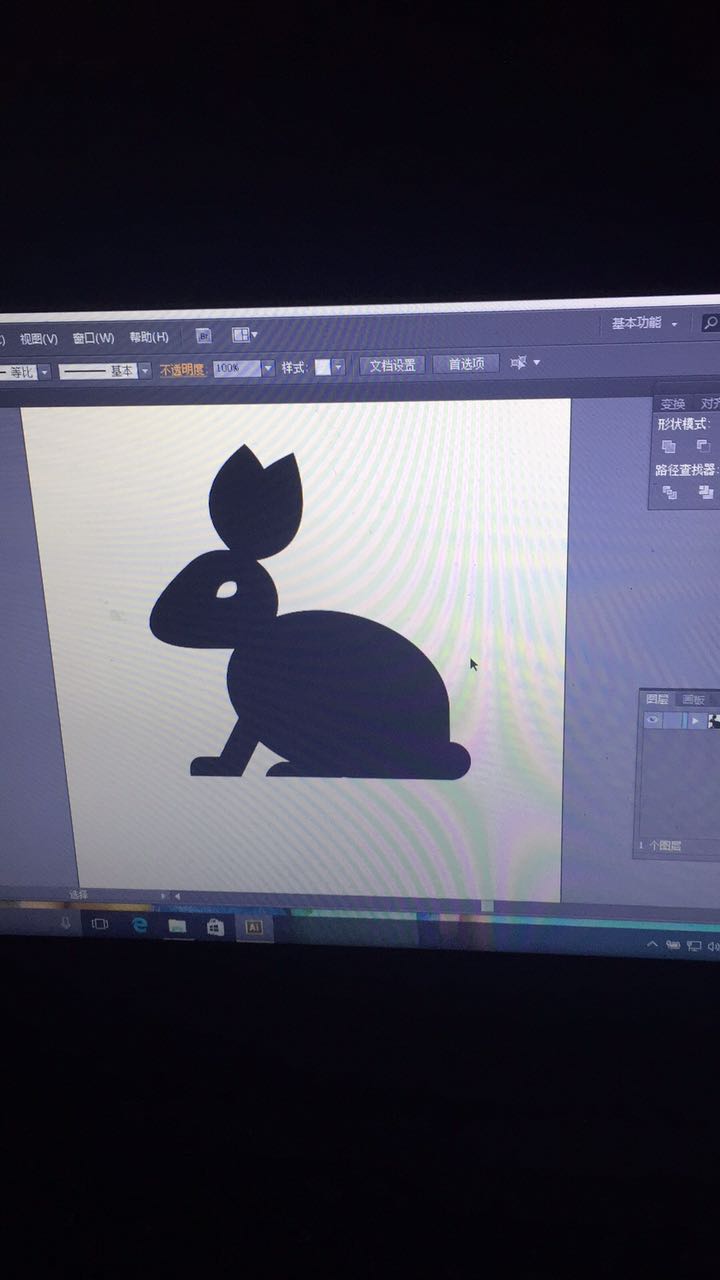 视图(V) 窗口(W) 帮助(H) Br 基本功能
等比 基本 不透明度: 100% 样式: 文档设置 首选项
变换 对齐
形状模式:
路径查找器:
图层 画板
1 个图层
选择
Ai